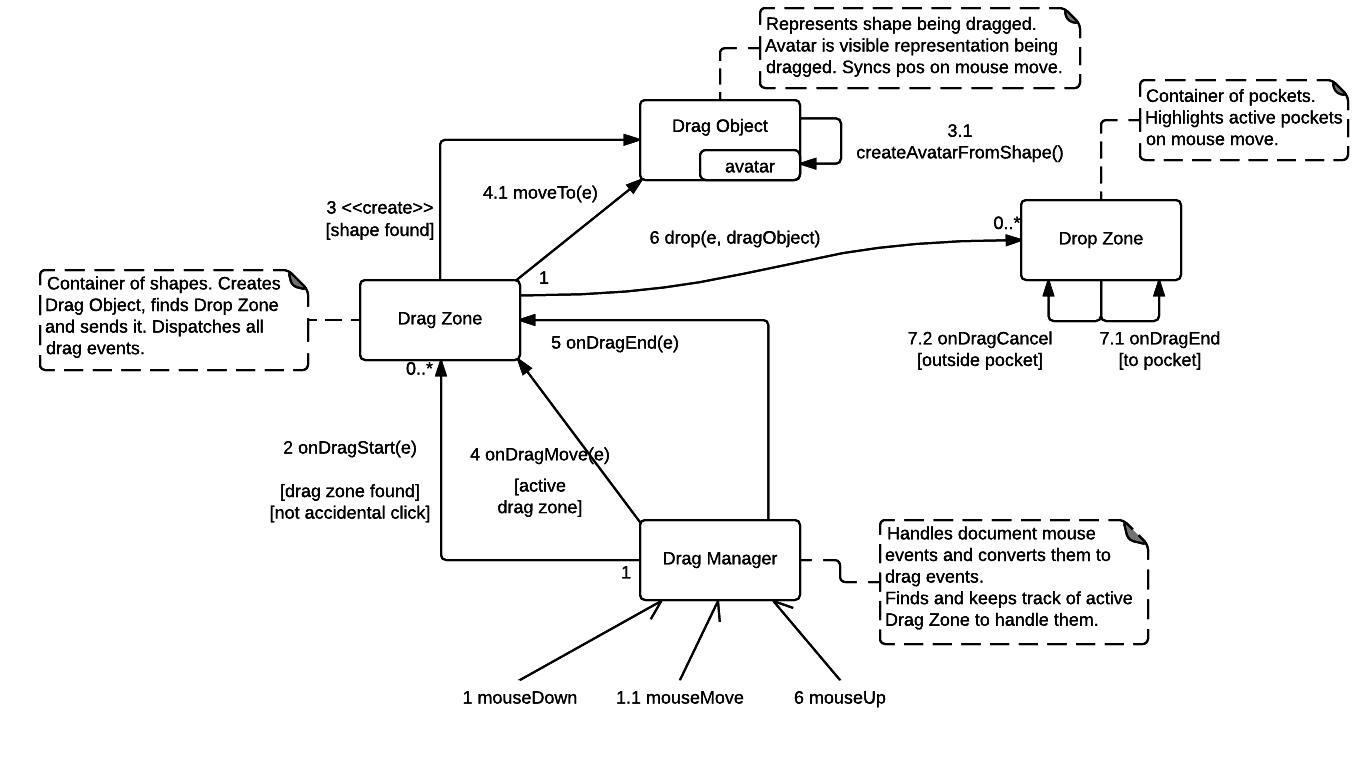 Represents shape being dragged.
Avatar is visible representation being
dragged. Syncs pos on mouse move.
Container of pockets.
Highlights active pockets
on mouse move.
Drag Object
avatar
3.1
createAvatarFromShape()
4.1 moveTo(e)
3 <<create>>
[shape found]
6 drop(e, dragObject)
0..*
Drop Zone
1
Container of shapes. Creates
Drag Object, finds Drop Zone
and sends it. Dispatches all
drag events.
Drag Zone
5 onDragEnd(e)
7.2 onDragCancel
[outside pocket]
7.1 onDragEnd
[to pocket]
0..*
2 onDragStart(e)
[drag zone found]
[not accidental click]
4 onDragMove(e)
[active
drag zone]
Drag Manager
1
Handles document mouse
events and converts them to
drag events.
Finds and keeps track of active
Drag Zone to handle them.
1 mouseDown
1.1 mouseMove
6 mouseUp